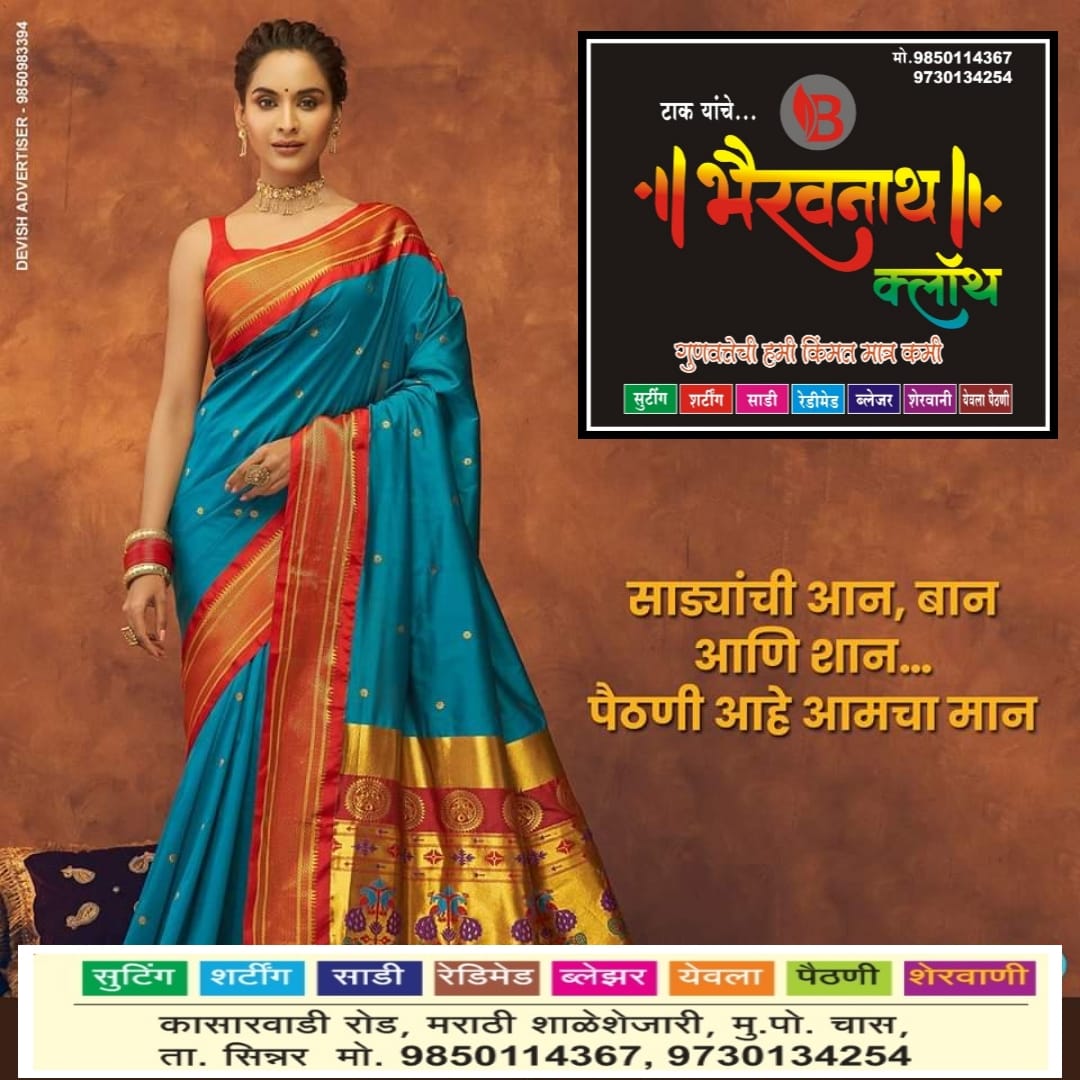 DEVISH ADVERTISER - 9850983394
मो.9850114367
9730134254
टाक यांचे...
B
भैरवनाथ
क्लॉथ
गुणवत्तेची हमी किंमत मात्र कमी
सुटींग शर्टींग साडी रेडीमेड ब्लेजर शेरवानी येवला पैठणी
साड्यांची आन, बान
आणि शान...
पैठणी आहे आमचा मान
सुटिंग शर्टींग साडी रेडिमेड ब्लेझर येवला पैठणी शेरवाणी
कासारवाडी रोड, मराठी शाळेशेजारी, मु.पो. चास,
ता. सिन्नर मो. 9850114367, 9730134254